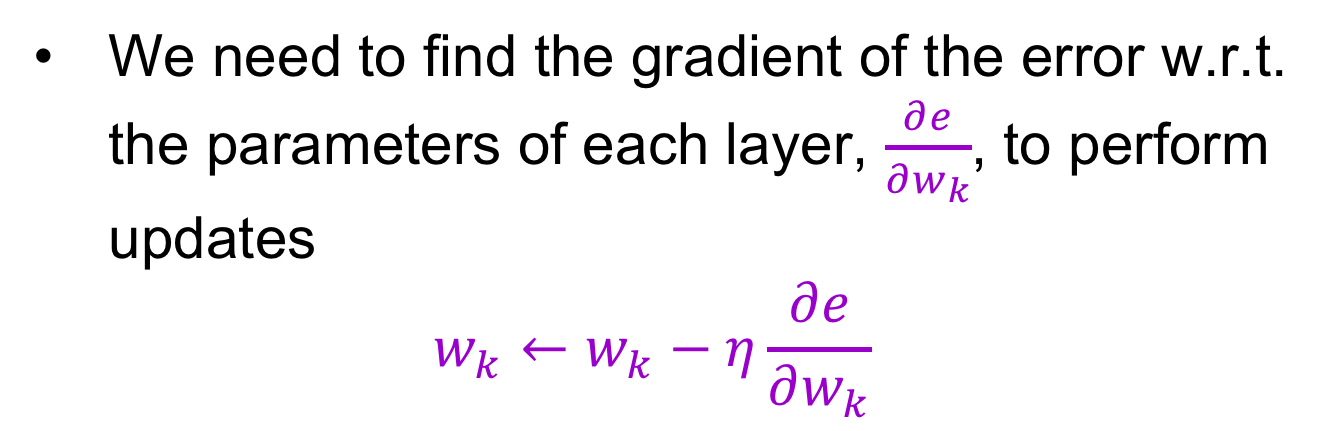 • We need to find the gradient of the error w.r.t.
the parameters of each layer, ∂e/∂w_k, to perform
updates
w_k ← w_k − η ∂e/∂w_k